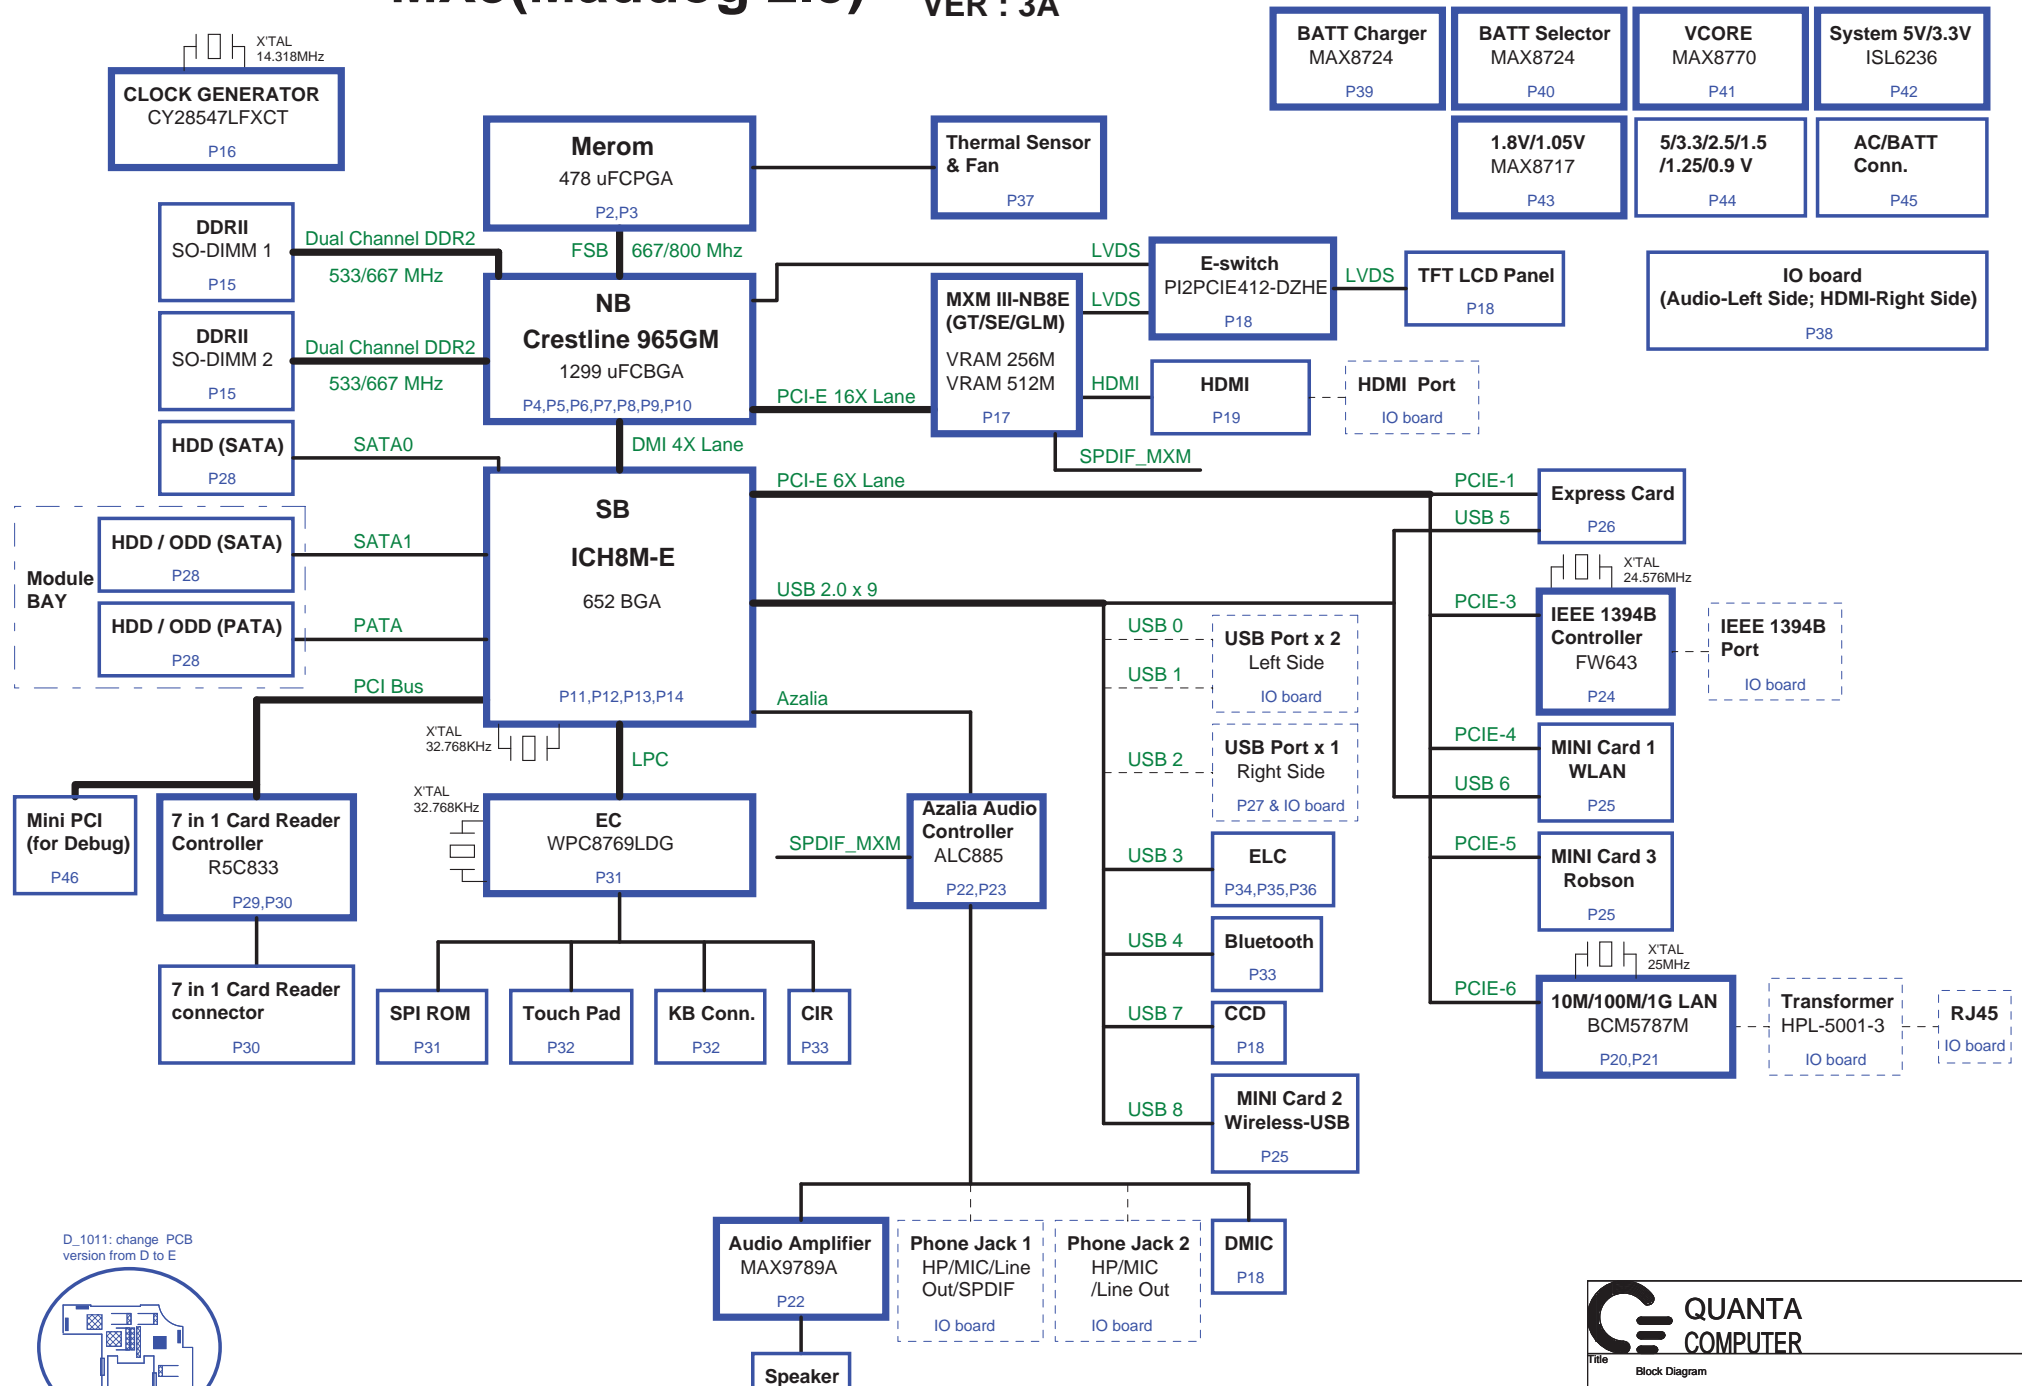 VER : 3A
X'TAL
14.318MHz
CLOCK GENERATOR
CY28547LFXCT
P16
BATT Charger
MAX8724
P39
BATT Selector
MAX8724
P40
VCORE
MAX8770
P41
System 5V/3.3V
ISL6236
P42
1.8V/1.05V
MAX8717
P43
5/3.3/2.5/1.5
/1.25/0.9 V
P44
AC/BATT
Conn.
P45
Merom
478 uFCPGA
P2,P3
Thermal Sensor
& Fan
P37
FSB
667/800 Mhz
DDRII
SO-DIMM 1
P15
Dual Channel DDR2
533/667 MHz
DDRII
SO-DIMM 2
P15
Dual Channel DDR2
533/667 MHz
NB
Crestline 965GM
1299 uFCBGA
P4,P5,P6,P7,P8,P9,P10
LVDS
LVDS
MXM III-NB8E
(GT/SE/GLM)
VRAM 256M
VRAM 512M
P17
E-switch
PI2PCIE412-DZHE
P18
LVDS
TFT LCD Panel
P18
IO board
(Audio-Left Side; HDMI-Right Side)
P38
HDMI
HDMI
P19
HDMI Port
IO board
PCI-E 16X Lane
SPDIF_MXM
DMI 4X Lane
HDD (SATA)
P28
SATA0
PCI-E 6X Lane
SB
ICH8M-E
652 BGA
P11,P12,P13,P14
Module
BAY
HDD / ODD (SATA)
P28
SATA1
HDD / ODD (PATA)
P28
PATA
PCI Bus
USB 2.0 x 9
Azalia
X'TAL
32.768KHz
LPC
PCIE-1
USB 5
Express Card
P26
X'TAL
24.576MHz
PCIE-3
IEEE 1394B
Controller
FW643
P24
IEEE 1394B
Port
IO board
USB 0
USB 1
USB Port x 2
Left Side
IO board
USB 2
USB Port x 1
Right Side
P27 & IO board
PCIE-4
USB 6
MINI Card 1
WLAN
P25
Mini PCI
(for Debug)
P46
7 in 1 Card Reader
Controller
R5C833
P29,P30
X'TAL
32.768KHz
EC
WPC8769LDG
P31
SPDIF_MXM
Azalia Audio
Controller
ALC885
P22,P23
USB 3
ELC
P34,P35,P36
PCIE-5
MINI Card 3
Robson
P25
USB 4
Bluetooth
P33
X'TAL
25MHz
7 in 1 Card Reader
connector
P30
SPI ROM
P31
Touch Pad
P32
KB Conn.
P32
CIR
P33
USB 7
CCD
P18
PCIE-6
10M/100M/1G LAN
BCM5787M
P20,P21
Transformer
HPL-5001-3
IO board
RJ45
IO board
USB 8
MINI Card 2
Wireless-USB
P25
D_1011: change PCB
version from D to E
Audio Amplifier
MAX9789A
P22
Phone Jack 1
HP/MIC/Line
Out/SPDIF
IO board
Phone Jack 2
HP/MIC
/Line Out
IO board
DMIC
P18
Speaker
QUANTA
COMPUTER
Title
Block Diagram